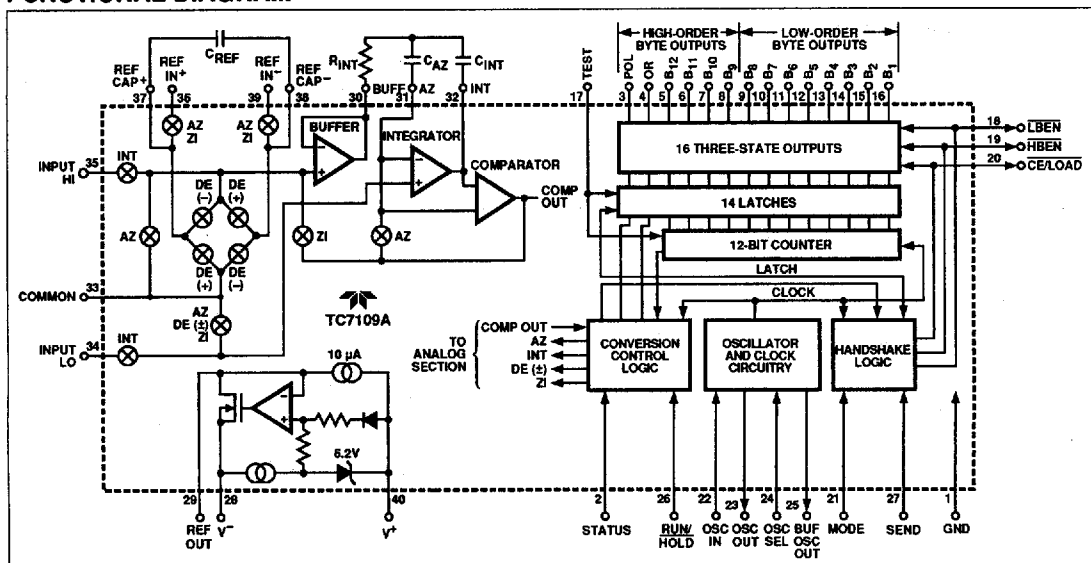 FUNCTIONAL DIAGRAM
HIGH-ORDER BYTE OUTPUTS
LOW-ORDER BYTE OUTPUTS
CREF
RINT
CAZ
CINT
REF CAP+
REF IN+
REF IN–
REF CAP–
BUFF
AZ
INT
37
36
39
38
30
31
32
TEST
POL
OR
B12
B11
B10
B9
B8
B7
B6
B5
B4
B3
B2
B1
17
3
4
5
6
7
8
9
10
11
12
13
14
15
16
AZ
ZI
AZ
ZI
BUFFER
INTEGRATOR
COMPARATOR
COMP OUT
INPUT HI
35
INT
DE (–)
DE (+)
DE (+)
DE (–)
AZ
ZI
AZ
COMMON
33
AZ
DE (±)
ZI
INPUT LO
34
INT
TC7109A
16 THREE-STATE OUTPUTS
14 LATCHES
12-BIT COUNTER
LATCH
CLOCK
18
LBEN
19
HBEN
20
CE/LOAD
TO ANALOG SECTION
COMP OUT
AZ
INT
DE (±)
ZI
CONVERSION CONTROL LOGIC
OSCILLATOR AND CLOCK CIRCUITRY
HANDSHAKE LOGIC
10 µA
–
+
6.2V
29
28
40
REF OUT
V–
V+
2
26
22
23
24
25
21
27
1
STATUS
RUN/HOLD
OSC IN
OSC OUT
OSC SEL
BUF OSC OUT
MODE
SEND
GND